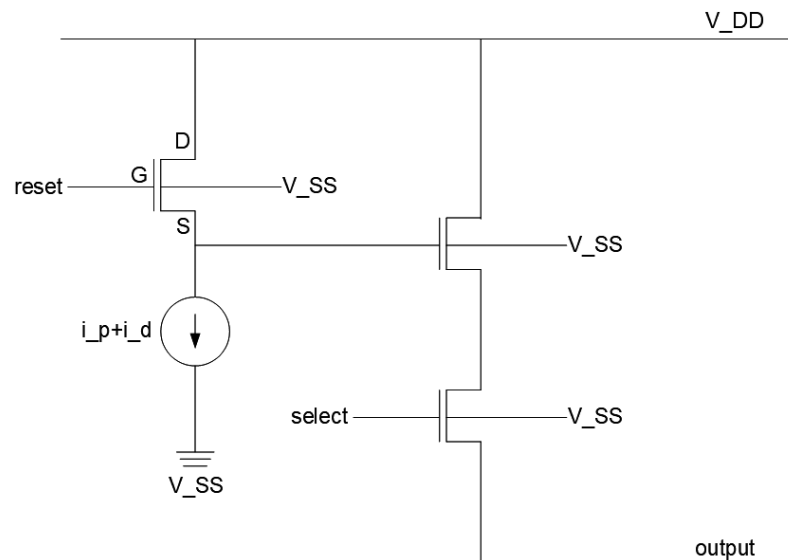 V_DD
D
G
reset
V_SS
S
V_SS
i_p+i_d
select
V_SS
V_SS
output